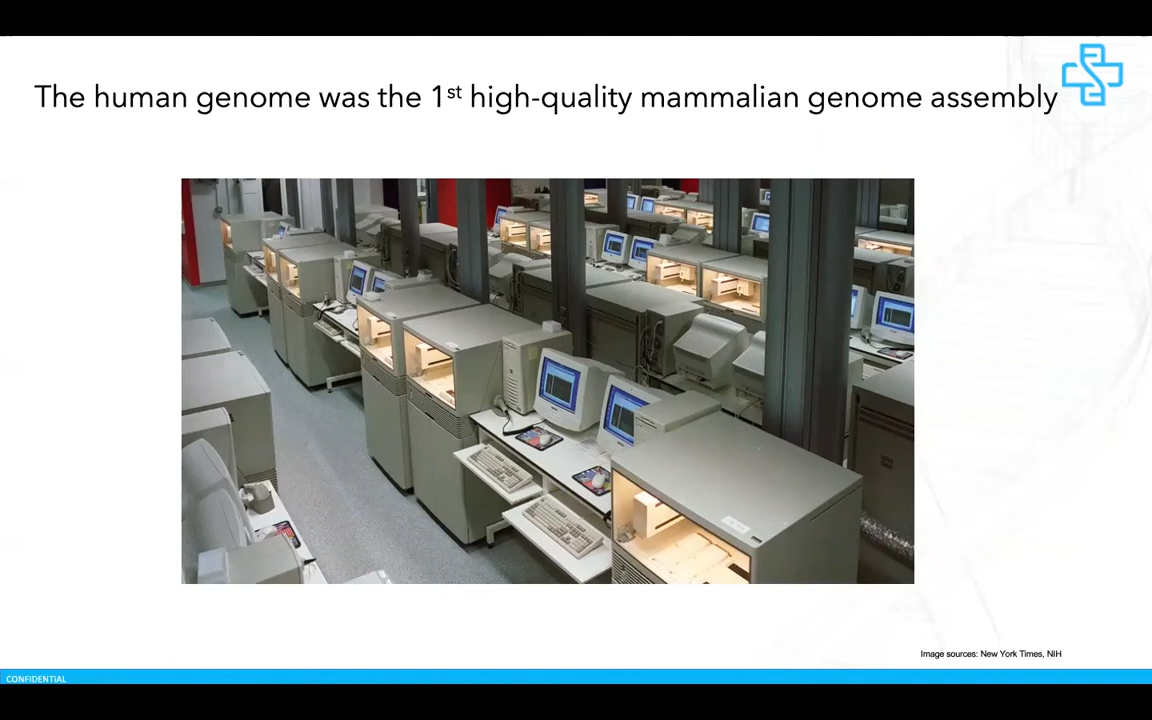 The human genome was the 1st high-quality mammalian genome assembly
Image sources: New York Times, NIH
CONFIDENTIAL